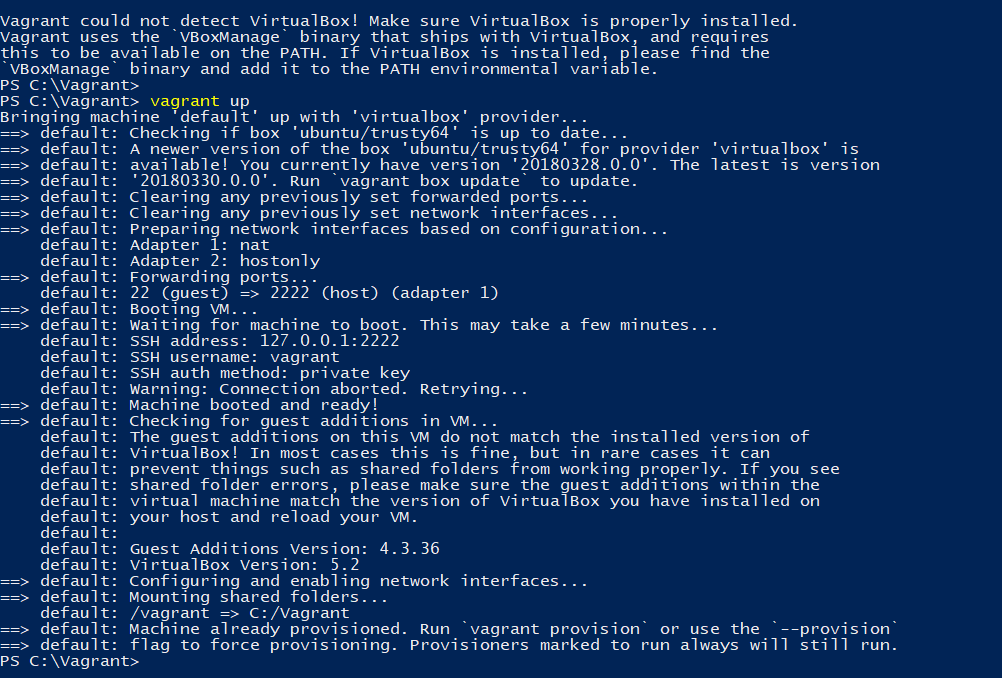 Vagrant could not detect VirtualBox! Make sure VirtualBox is properly installed.
Vagrant uses the `VBoxManage` binary that ships with VirtualBox, and requires
this to be available on the PATH. If VirtualBox is installed, please find the
`VBoxManage` binary and add it to the PATH environmental variable.
PS C:\Vagrant>
PS C:\Vagrant> vagrant up
Bringing machine 'default' up with 'virtualbox' provider...
==> default: Checking if box 'ubuntu/trusty64' is up to date...
==> default: A newer version of the box 'ubuntu/trusty64' for provider 'virtualbox' is
==> default: available! You currently have version '20180328.0.0'. The latest is version
==> default: '20180330.0.0'. Run `vagrant box update` to update.
==> default: Clearing any previously set forwarded ports...
==> default: Clearing any previously set network interfaces...
==> default: Preparing network interfaces based on configuration...
    default: Adapter 1: nat
    default: Adapter 2: hostonly
==> default: Forwarding ports...
    default: 22 (guest) => 2222 (host) (adapter 1)
==> default: Booting VM...
==> default: Waiting for machine to boot. This may take a few minutes...
    default: SSH address: 127.0.0.1:2222
    default: SSH username: vagrant
    default: SSH auth method: private key
    default: Warning: Connection aborted. Retrying...
==> default: Machine booted and ready!
==> default: Checking for guest additions in VM...
    default: The guest additions on this VM do not match the installed version of
    default: VirtualBox! In most cases this is fine, but in rare cases it can
    default: prevent things such as shared folders from working properly. If you see
    default: shared folder errors, please make sure the guest additions within the
    default: virtual machine match the version of VirtualBox you have installed on
    default: your host and reload your VM.
    default:
    default: Guest Additions Version: 4.3.36
    default: VirtualBox Version: 5.2
==> default: Configuring and enabling network interfaces...
==> default: Mounting shared folders...
    default: /vagrant => C:/Vagrant
==> default: Machine already provisioned. Run `vagrant provision` or use the `--provision`
==> default: flag to force provisioning. Provisioners marked to run always will still run.
PS C:\Vagrant>